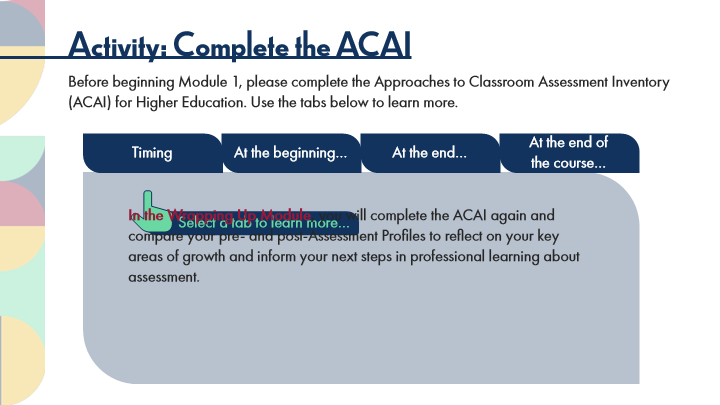 Activity: Complete the ACAI
Before beginning Module 1, please complete the Approaches to Classroom Assessment Inventory
(ACAI) for Higher Education. Use the tabs below to learn more.
Timing
At the beginning...
At the end...
At the end of
the course...
In the Wrapping Up Module, you will complete the ACAI again and
Select a tab to learn more...
compare your pre- and post-Assessment Profiles to reflect on your key
areas of growth and inform your next steps in professional learning about
assessment.